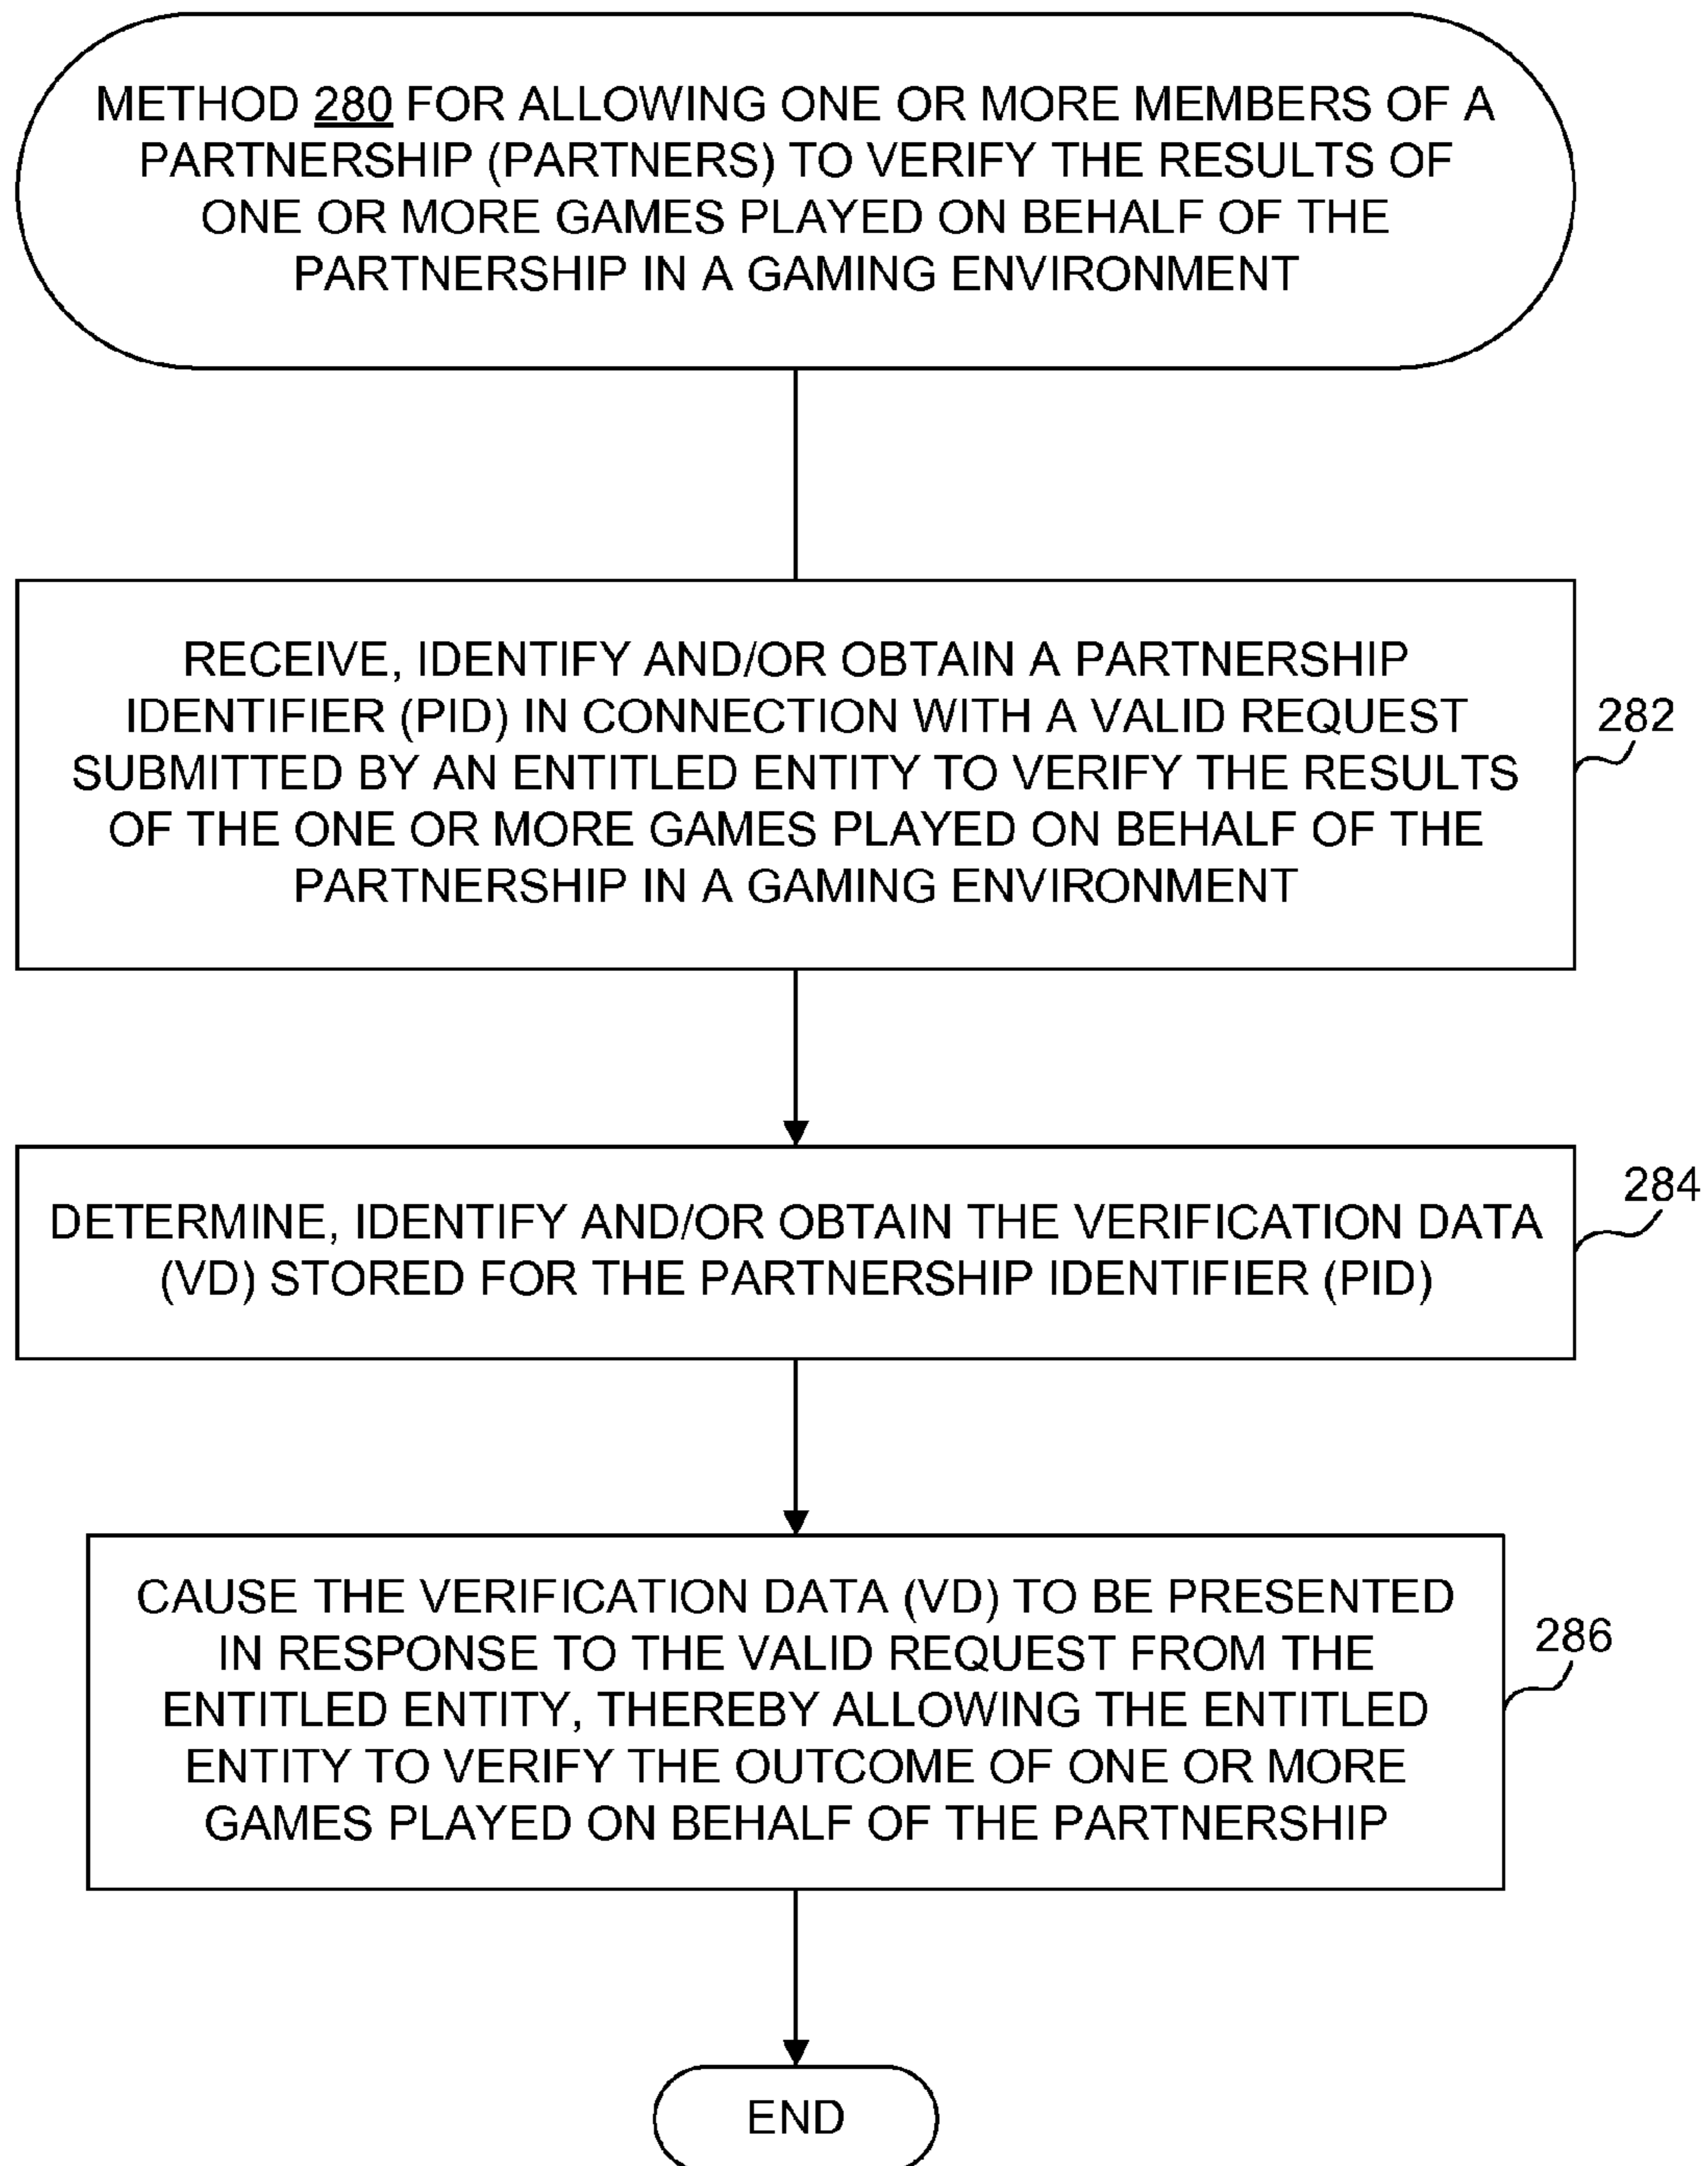 METHOD 280 FOR ALLOWING ONE OR MORE MEMBERS OF A
PARTNERSHIP (PARTNERS) TO VERIFY THE RESULTS OF
ONE OR MORE GAMES PLAYED ON BEHALF OF THE
PARTNERSHIP IN A GAMING ENVIRONMENT
RECEIVE, IDENTIFY AND/OR OBTAIN A PARTNERSHIP
IDENTIFIER (PID) IN CONNECTION WITH A VALID REQUEST
SUBMITTED BY AN ENTITLED ENTITY TO VERIFY THE RESULTS
OF THE ONE OR MORE GAMES PLAYED ON BEHALF OF THE
PARTNERSHIP IN A GAMING ENVIRONMENT
282
DETERMINE, IDENTIFY AND/OR OBTAIN THE VERIFICATION DATA
(VD) STORED FOR THE PARTNERSHIP IDENTIFIER (PID)
284
CAUSE THE VERIFICATION DATA (VD) TO BE PRESENTED
IN RESPONSE TO THE VALID REQUEST FROM THE
ENTITLED ENTITY, THEREBY ALLOWING THE ENTITLED
ENTITY TO VERIFY THE OUTCOME OF ONE OR MORE
GAMES PLAYED ON BEHALF OF THE PARTNERSHIP
286
END